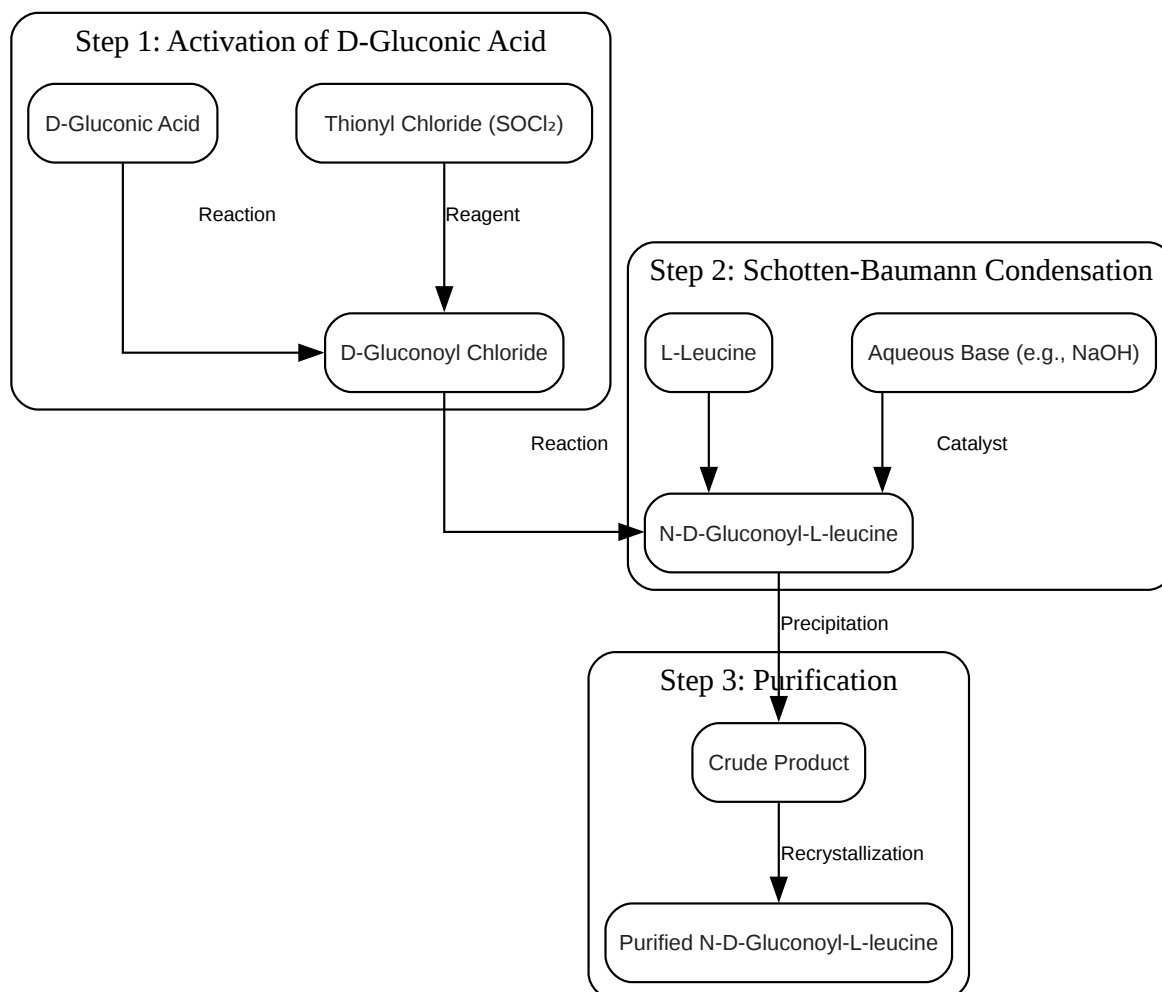 Step 1: Activation of D-Gluconic Acid
D-Gluconic Acid
Thionyl Chloride (SOCl₂)
Reaction
Reagent
D-Gluconoyl Chloride
Step 2: Schotten-Baumann Condensation
L-Leucine
Aqueous Base (e.g., NaOH)
Reaction
Catalyst
N-D-Gluconoyl-L-leucine
Precipitation
Step 3: Purification
Crude Product
Recrystallization
Purified N-D-Gluconoyl-L-leucine